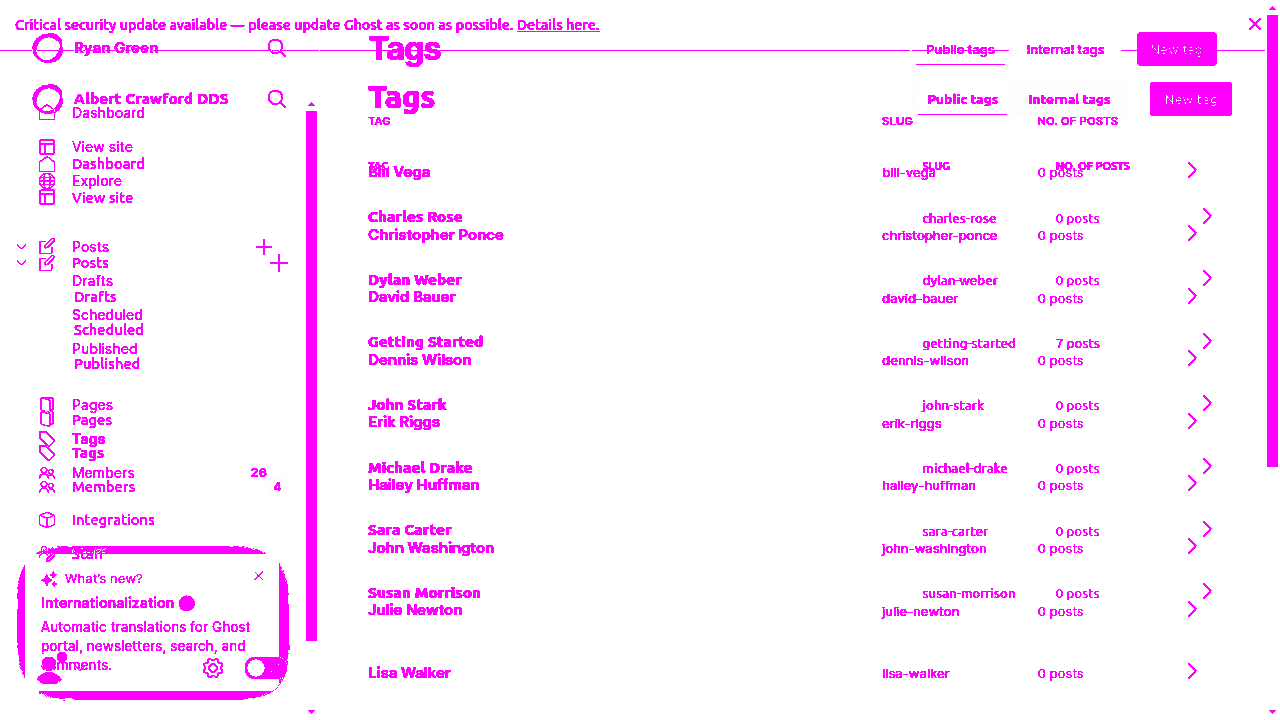 Critical security update available — please update Ghost as soon as possible. Details here.
Ryan Green
Tags
Public tags
Internal tags
New tag
Albert Crawford DDS
Tags
Public tags
Internal tags
New tag
Dashboard
TAG
SLUG
NO. OF POSTS
View site
Dashboard
TAG
SLUG
NO. OF POSTS
Bill Vega
bill-vega
0 posts
Explore
View site
Charles Rose
charles-rose
0 posts
Christopher Ponce
christopher-ponce
0 posts
Posts
Posts
Drafts
Dylan Weber
dylan-weber
0 posts
Drafts
David Bauer
david-bauer
0 posts
Scheduled
Scheduled
Getting Started
getting-started
7 posts
Published
Published
Dennis Wilson
dennis-wilson
0 posts
Pages
John Stark
john-stark
0 posts
Pages
Erik Riggs
erik-riggs
0 posts
Tags
Tags
Members
26
Michael Drake
michael-drake
0 posts
Members
4
Hailey Huffman
hailey-huffman
0 posts
Integrations
Sara Carter
sara-carter
0 posts
Staff
John Washington
john-washington
0 posts
What's new?
Susan Morrison
susan-morrison
0 posts
Internationalization
Julie Newton
julie-newton
0 posts
Automatic translations for Ghost
portal, newsletters, search, and
comments.
Lisa Walker
lisa-walker
0 posts